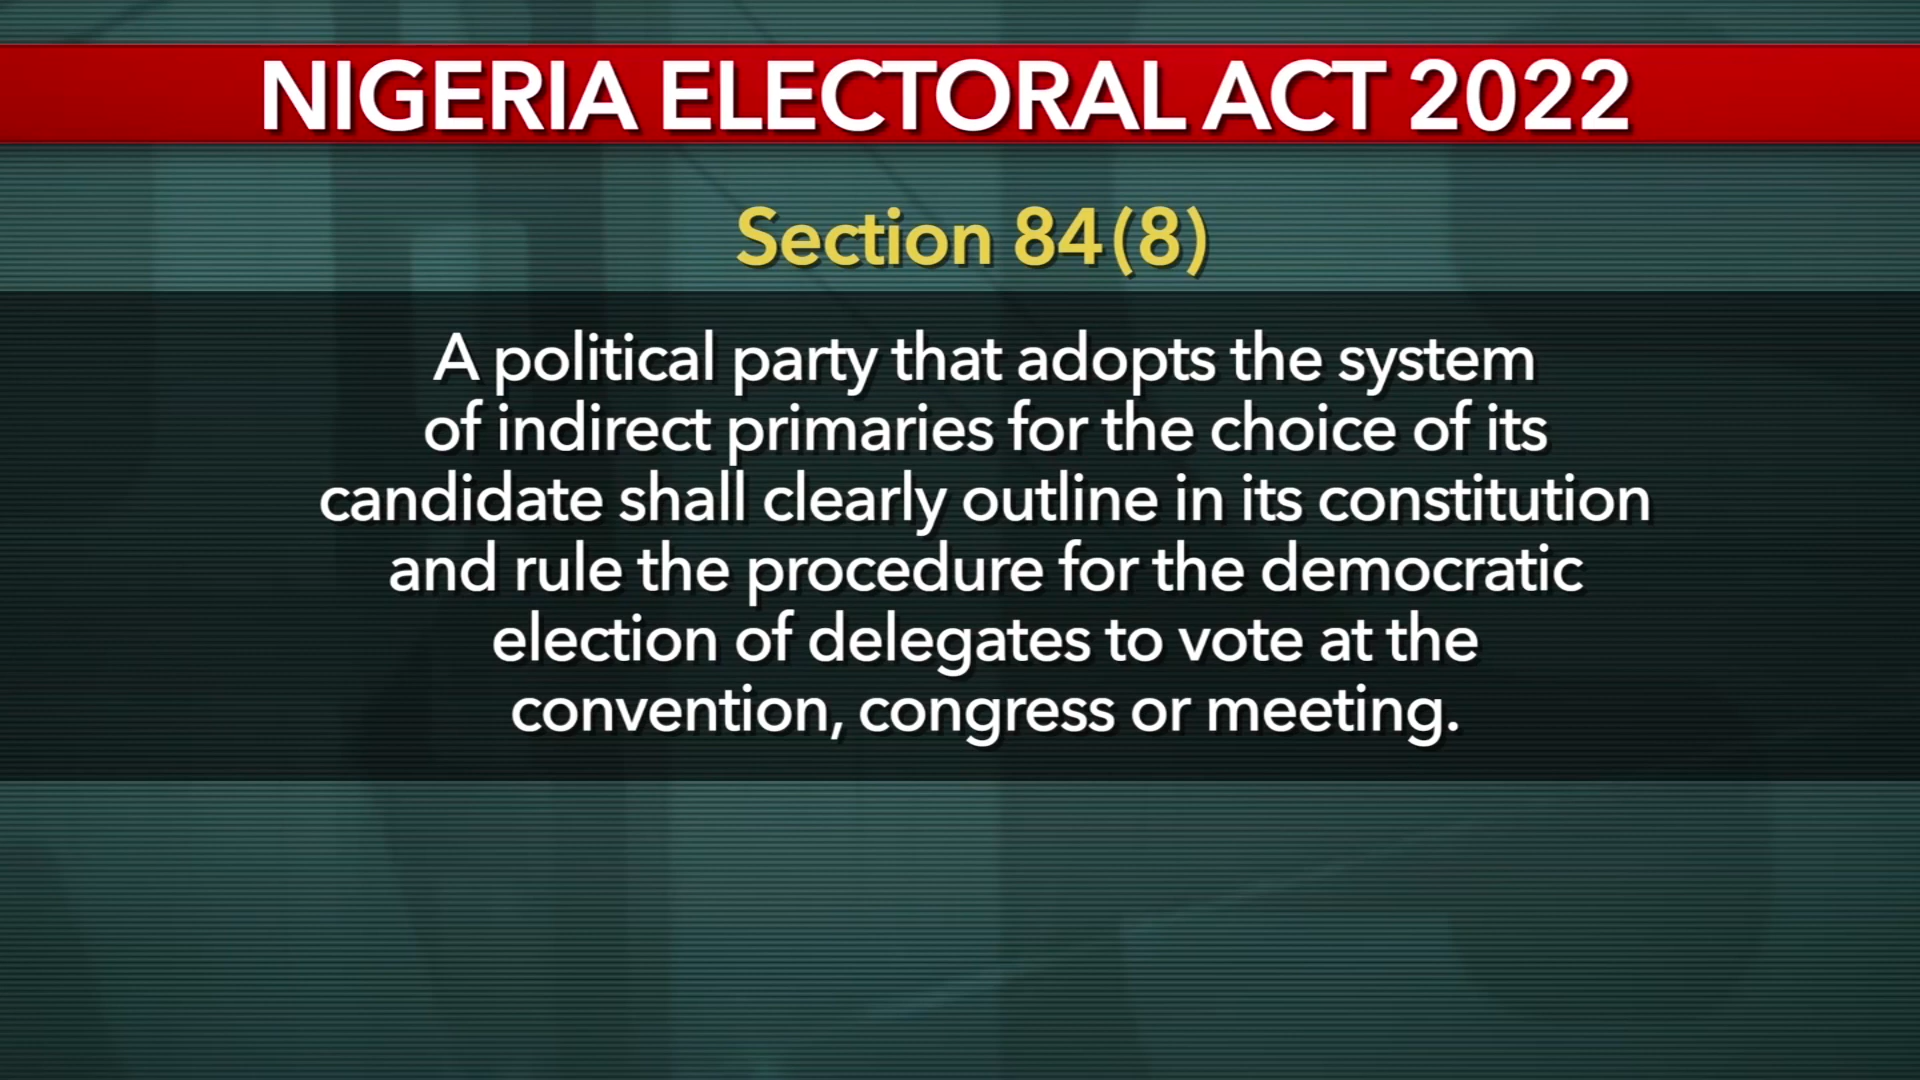 NIGERIA ELECTORAL ACT 2022
Section 84(8)
A political party that adopts the system
of indirect primaries for the choice of its
candidate shall clearly outline in its constitution
and rule the procedure for the democratic
election of delegates to vote at the
convention, congress or meeting.